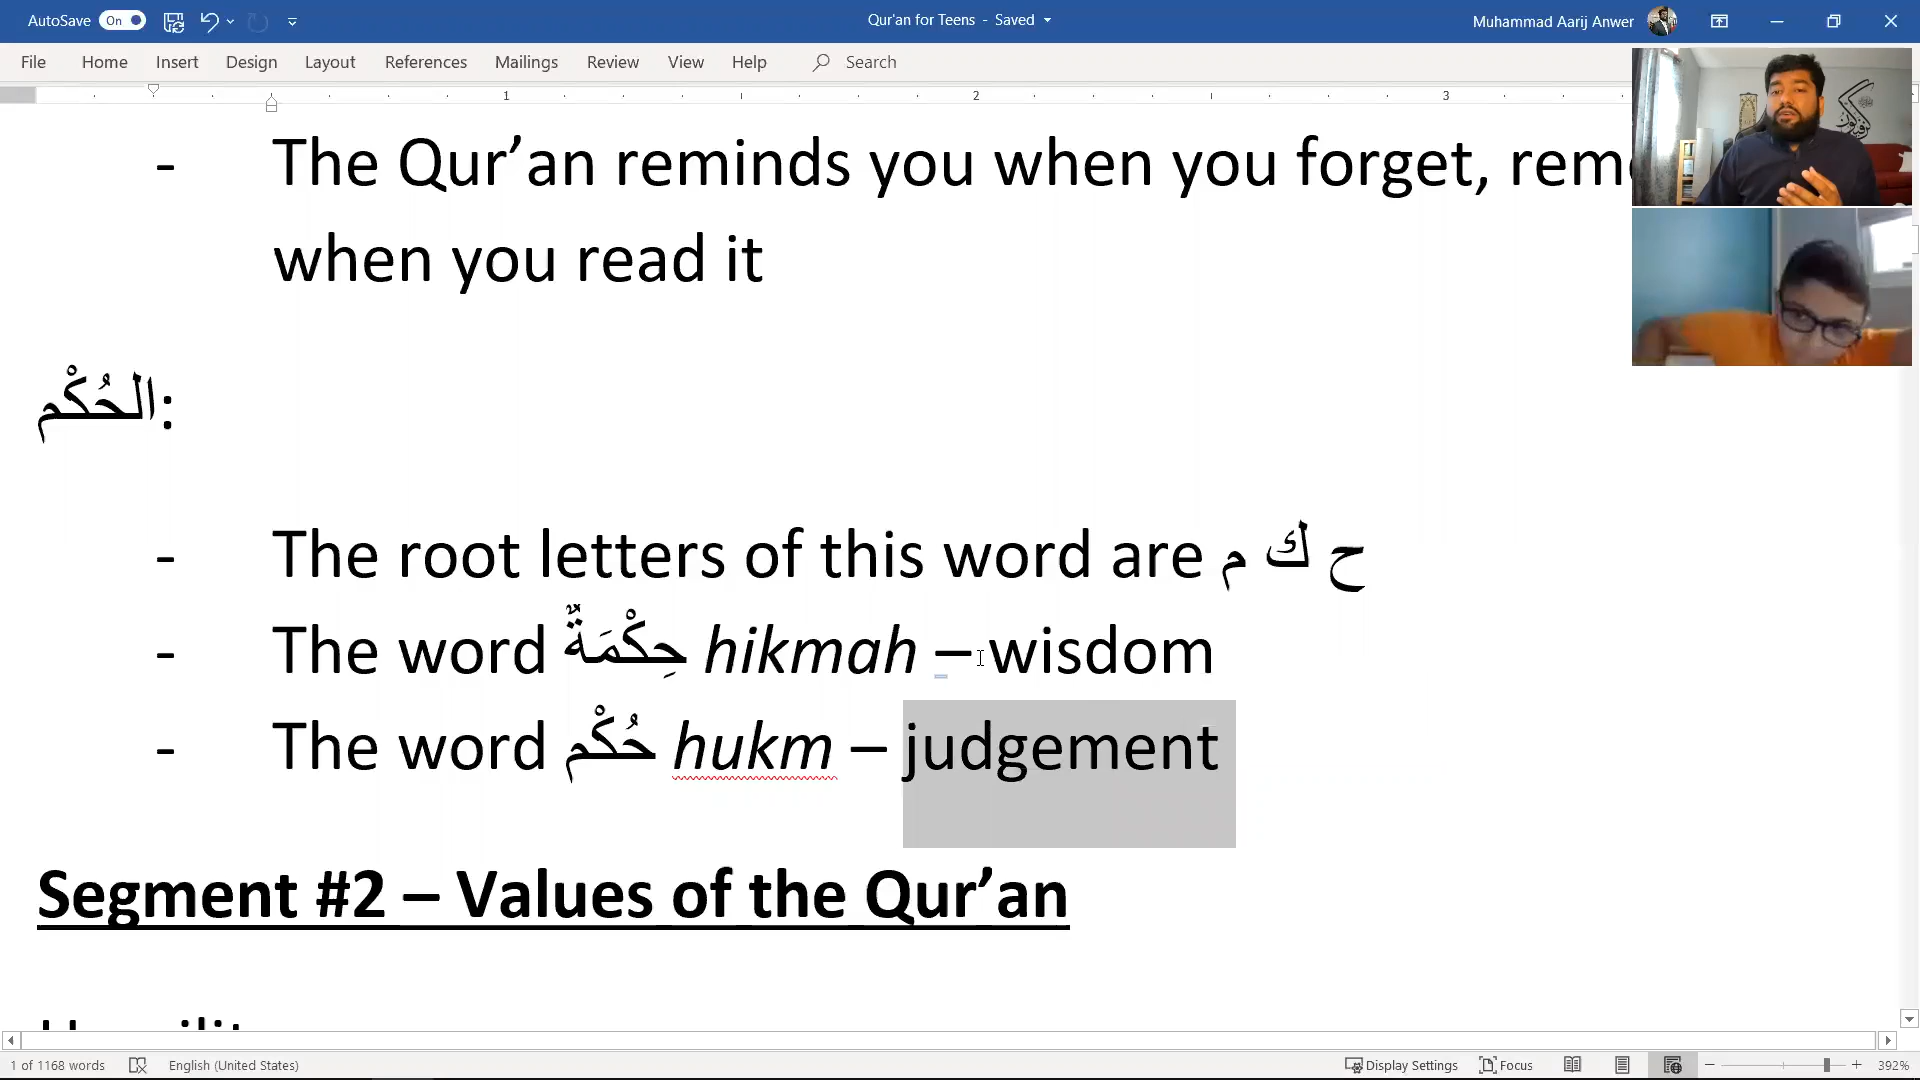 AutoSave On Qur'an for Teens - Saved Muhammad Aarij Anwer
File Home Insert Design Layout References Mailings Review View Help Search
1 2 3
- The Qur’an reminds you when you forget,
when you read it
الحُكْم:
- The root letters of this word are ح ك م
- The word حِكْمَةٌ hikmah – wisdom
- The word حُكْم hukm – judgement
Segment #2 – Values of the Qur’an
1 of 1168 words English (United States) Display Settings Focus 392%